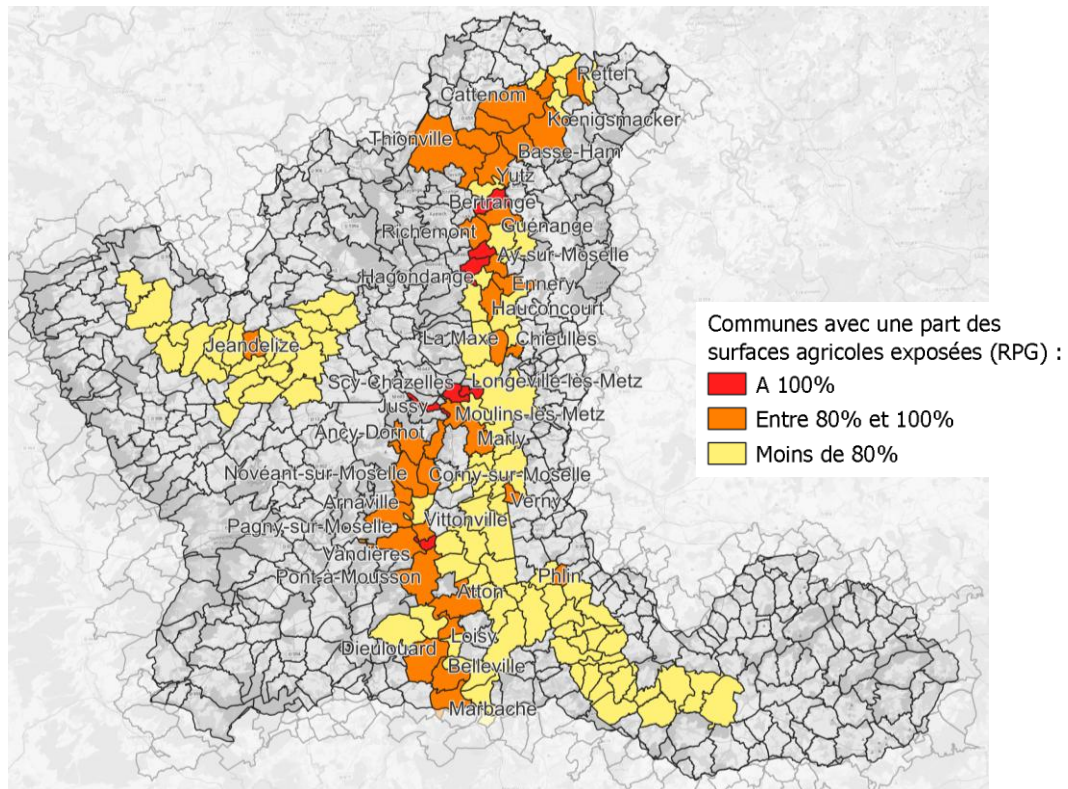 Rettel
Cattenom
Kœnigsmacker
Thionville
Basse-Ham
Yutz
Bertrange
Guénange
Richemont
Ay-sur-Moselle
Hagondange
Ennery
Hauconcourt
La Maxe
Chieulles
Jeandelize
Communes avec une part des
surfaces agricoles exposées (RPG) :
A 100%
Entre 80% et 100%
Moins de 80%
Scy-Chazelles
Longeville-lès-Metz
Jussy
Moulins-lès-Metz
Ancy-Dornot
Marly
Novéant-sur-Moselle
Corny-sur-Moselle
Arnaville
Verny
Pagny-sur-Moselle
Vittonville
Vandières
Pont-à-Mousson
Phlin
Atton
Loisy
Dieulouard
Belleville
Marbache